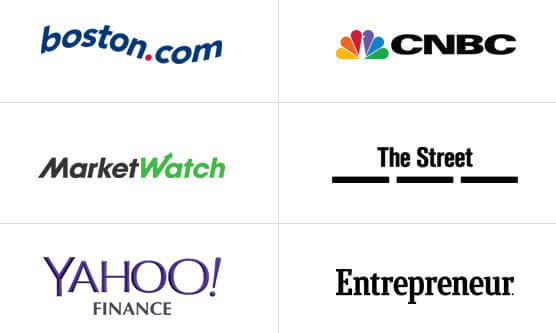 boston.com
CNBC
MarketWatch
The Street
YAHOO!
FINANCE
Entrepreneur